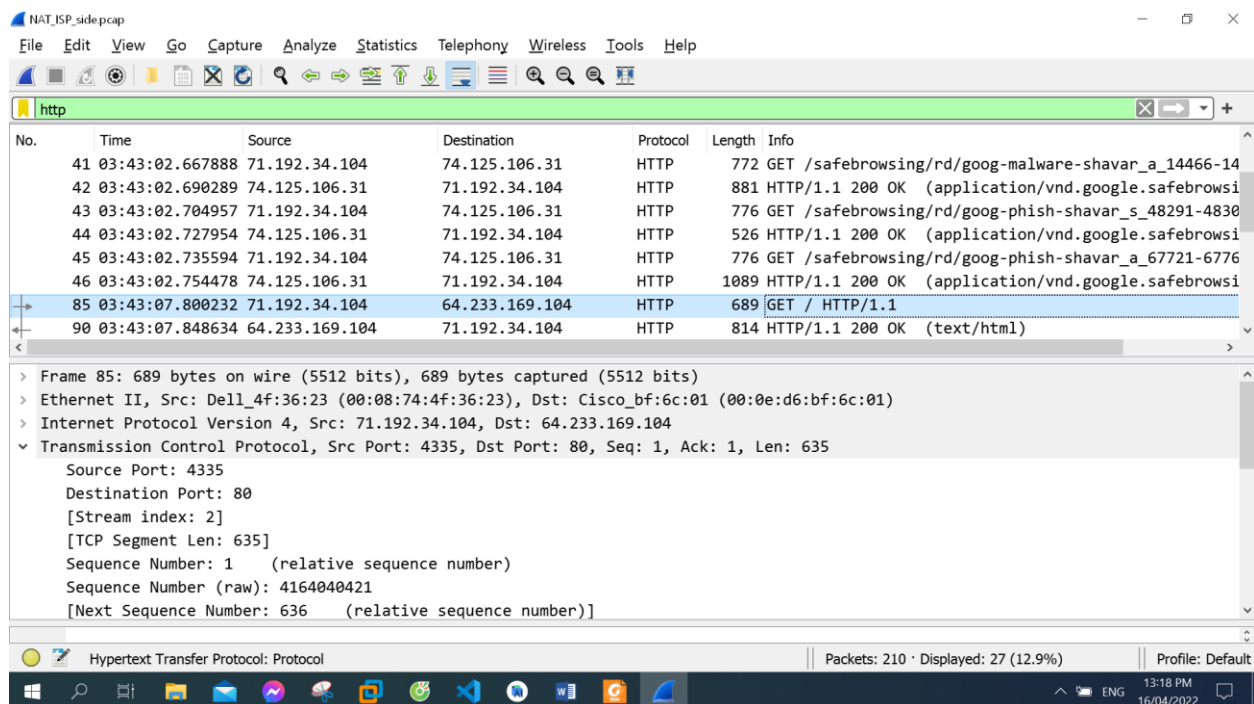 NAT_ISP_side.pcap
File Edit View Go Capture Analyze Statistics Telephony Wireless Tools Help
http
No. Time Source Destination Protocol Length Info
41 03:43:02.667888 71.192.34.104 74.125.106.31 HTTP 772 GET /safebrowsing/rd/goog-malware-shavar_a_14466-14
42 03:43:02.690289 74.125.106.31 71.192.34.104 HTTP 881 HTTP/1.1 200 OK (application/vnd.google.safebrowsi
43 03:43:02.704957 71.192.34.104 74.125.106.31 HTTP 776 GET /safebrowsing/rd/goog-phish-shavar_s_48291-4830
44 03:43:02.727954 74.125.106.31 71.192.34.104 HTTP 526 HTTP/1.1 200 OK (application/vnd.google.safebrowsi
45 03:43:02.735594 71.192.34.104 74.125.106.31 HTTP 776 GET /safebrowsing/rd/goog-phish-shavar_a_67721-6776
46 03:43:02.754478 74.125.106.31 71.192.34.104 HTTP 1089 HTTP/1.1 200 OK (application/vnd.google.safebrowsi
85 03:43:07.800232 71.192.34.104 64.233.169.104 HTTP 689 GET / HTTP/1.1
90 03:43:07.848634 64.233.169.104 71.192.34.104 HTTP 814 HTTP/1.1 200 OK (text/html)
Frame 85: 689 bytes on wire (5512 bits), 689 bytes captured (5512 bits)
Ethernet II, Src: Dell_4f:36:23 (00:08:74:4f:36:23), Dst: Cisco_bf:6c:01 (00:0e:d6:bf:6c:01)
Internet Protocol Version 4, Src: 71.192.34.104, Dst: 64.233.169.104
Transmission Control Protocol, Src Port: 4335, Dst Port: 80, Seq: 1, Ack: 1, Len: 635
Source Port: 4335
Destination Port: 80
[Stream index: 2]
[TCP Segment Len: 635]
Sequence Number: 1 (relative sequence number)
Sequence Number (raw): 4164040421
[Next Sequence Number: 636 (relative sequence number)]
Hypertext Transfer Protocol: Protocol Packets: 210 · Displayed: 27 (12.9%) Profile: Default
ENG 13:18 PM
16/04/2022